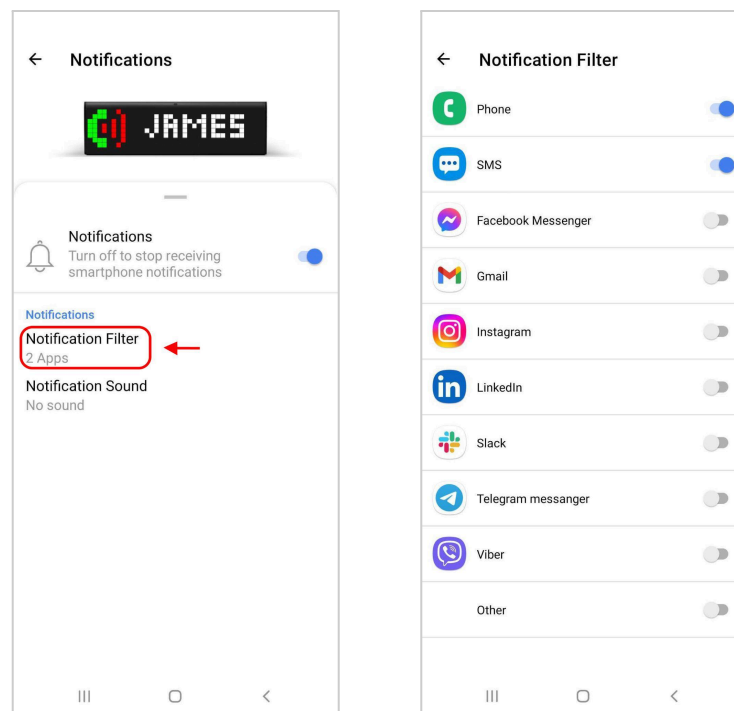 Notifications
JAMES
Notifications
Turn off to stop receiving
smartphone notifications
Notifications
Notification Filter
2 Apps
Notification Sound
No sound
Notification Filter
Phone
SMS
Facebook Messenger
Gmail
Instagram
in
LinkedIn
Slack
Telegram messanger
Viber
Other